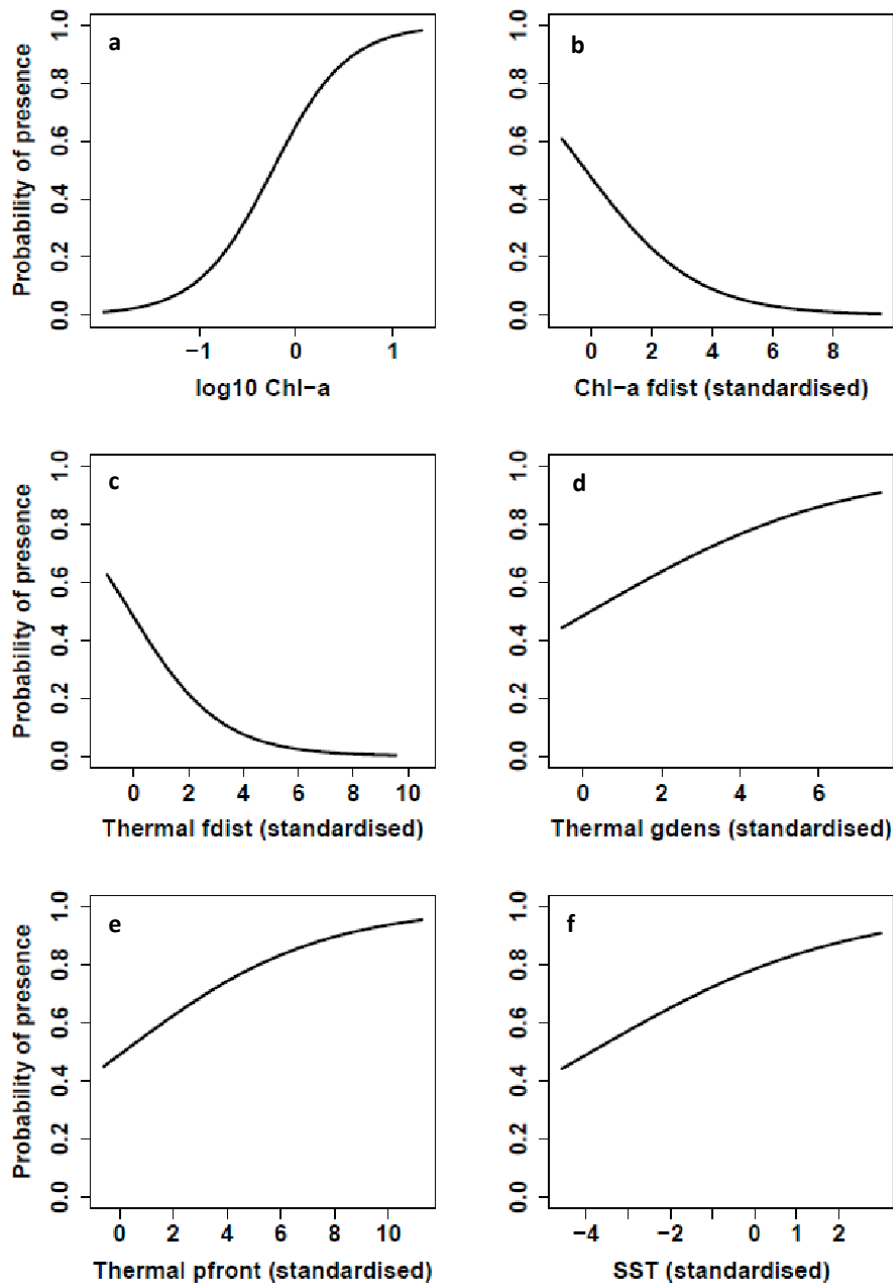 a
Probability of presence
0.0 0.2 0.4 0.6 0.8 1.0
−1 0 1
log10 Chl−a
b
0.0 0.2 0.4 0.6 0.8 1.0
0 2 4 6 8
Chl−a fdist (standardised)
c
Probability of presence
0.0 0.2 0.4 0.6 0.8 1.0
0 2 4 6 8 10
Thermal fdist (standardised)
d
0.0 0.2 0.4 0.6 0.8 1.0
0 2 4 6
Thermal gdens (standardised)
e
Probability of presence
0.0 0.2 0.4 0.6 0.8 1.0
0 2 4 6 8 10
Thermal pfront (standardised)
f
0.0 0.2 0.4 0.6 0.8 1.0
−4 −2 0 1 2
SST (standardised)